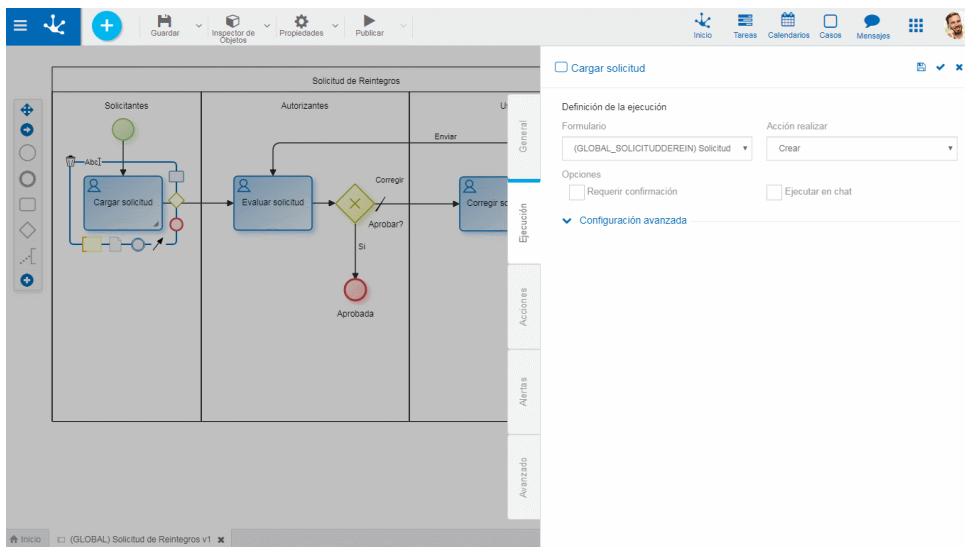 Guardar
Inspector de
Objetos
Propiedades
Publicar
Inicio
Tareas
Calendarios
Casos
Mensajes
Solicitud de Reintegros
Solicitantes
Autorizantes
Abc
Cargar solicitud
Evaluar solicitud
Enviar
Corregir
Aprobar?
Si
Aprobada
General
Ejecución
Acciones
Alertas
Avanzado
Cargar solicitud
Definición de la ejecución
Formulario
Acción realizar
(GLOBAL_SOLICITUDDEREIN) Solicitud
Crear
Opciones
Requerir confirmación
Ejecutar en chat
Configuración avanzada
Inicio
(GLOBAL) Solicitud de Reintegros v1